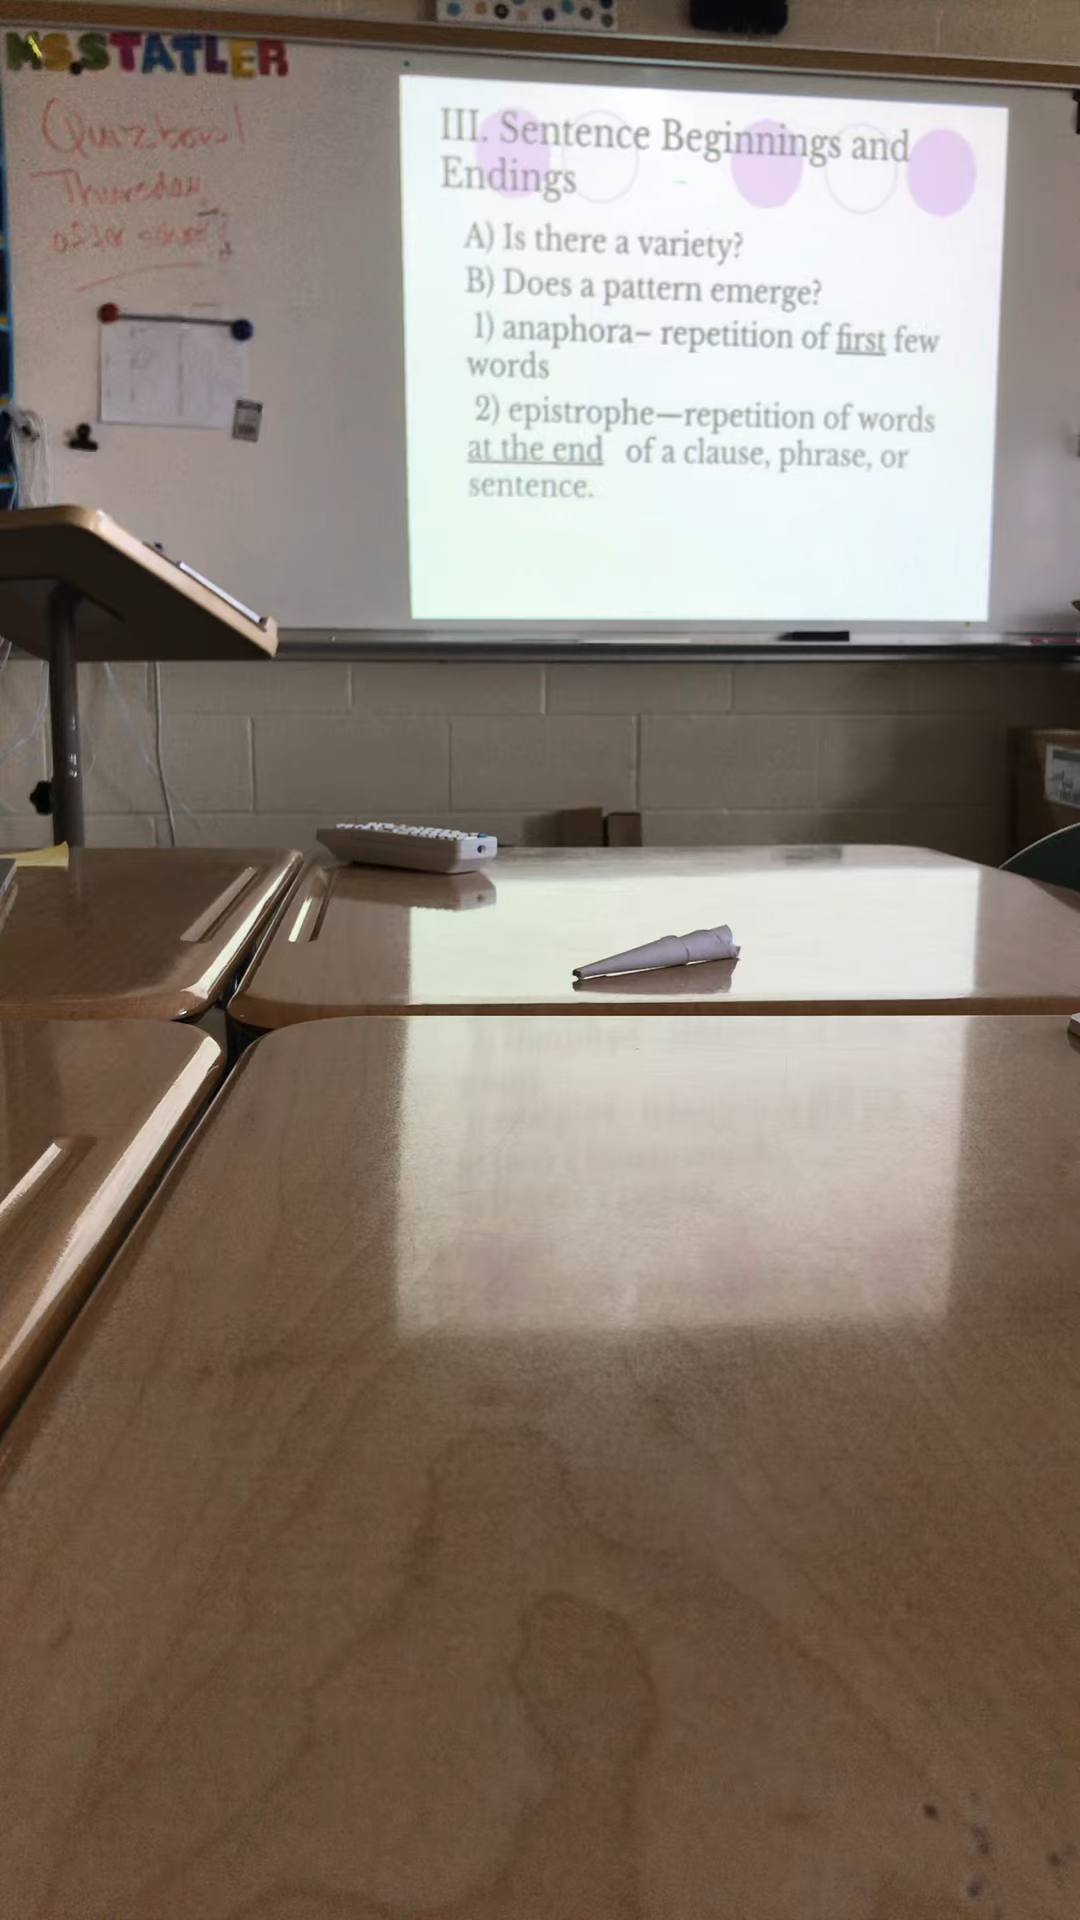 MS.STATLER
Quizbowl
Thursday
III. Sentence Beginnings and
Endings
A) Is there a variety?
B) Does a pattern emerge?
1) anaphora– repetition of first few
words
2) epistrophe—repetition of words
at the end of a clause, phrase, or
sentence.